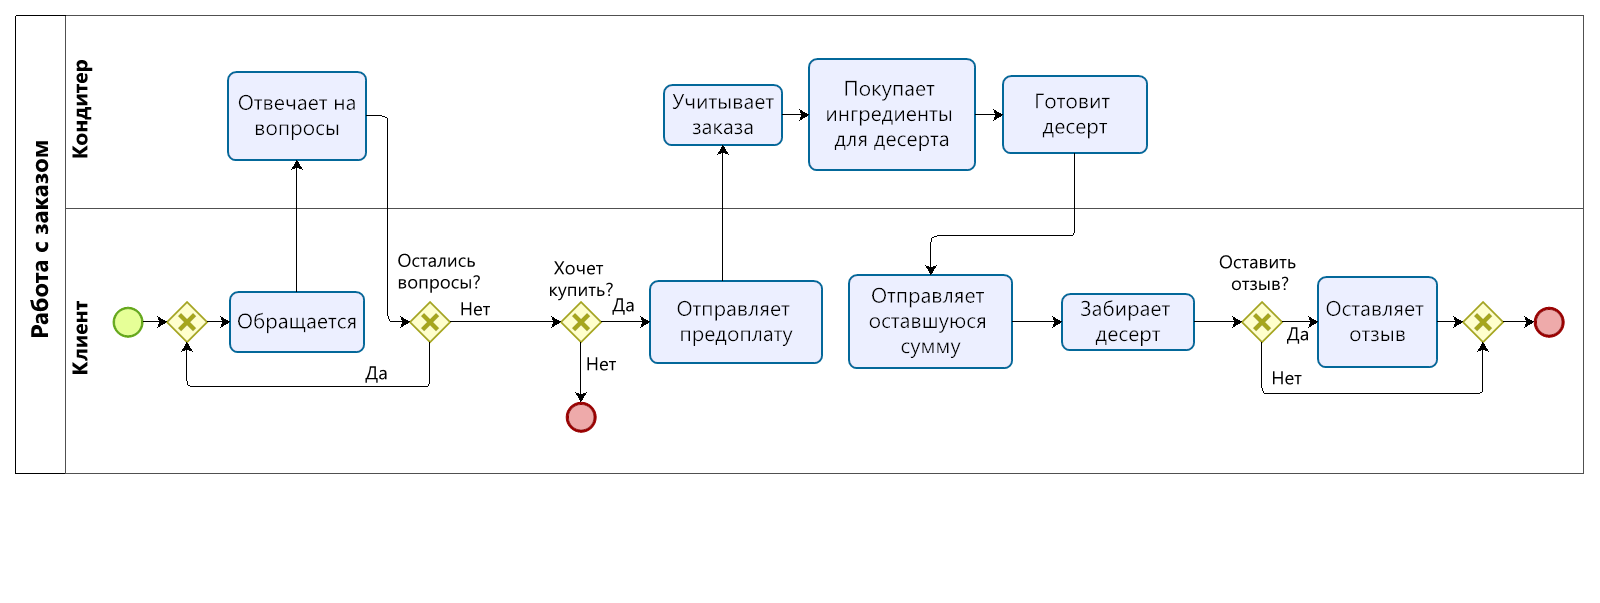 Работа с заказом
Кондитер
Отвечает на
вопросы
Учитывает
заказа
Покупает
ингредиенты
для десерта
Готовит
десерт
Клиент
Обращается
Остались
вопросы?
Нет
Да
Хочет
купить?
Да
Нет
Отправляет
предоплату
Отправляет
оставшуюся
сумму
Забирает
десерт
Оставить
отзыв?
Да
Нет
Оставляет
отзыв